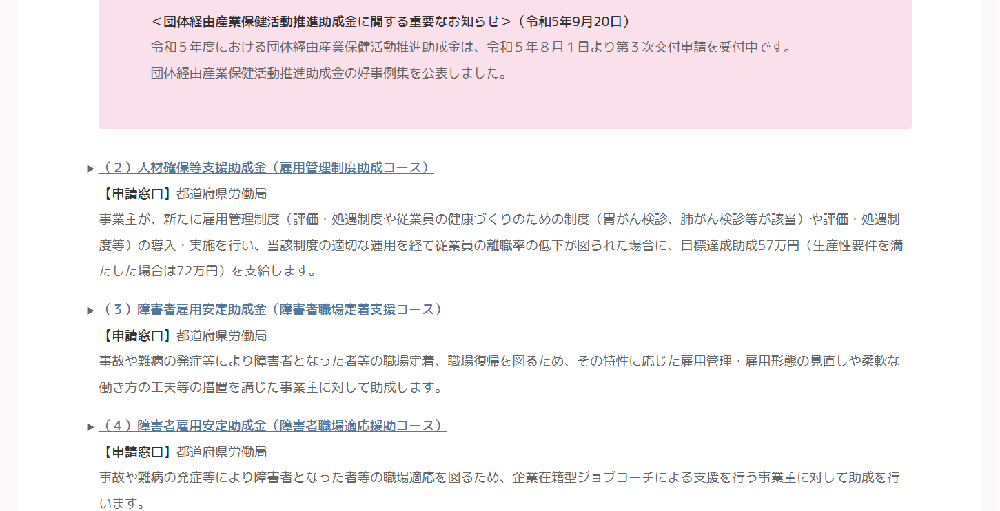 ＜団体経由産業保健活動推進助成金に関する重要なお知らせ＞（令和5年9月20日）
令和５年度における団体経由産業保健活動推進助成金は、令和５年８月１日より第３次交付申請を受付中です。
団体経由産業保健活動推進助成金の好事例集を公表しました。
▶（２）人材確保等支援助成金（雇用管理制度助成コース）
【申請窓口】都道府県労働局
事業主が、新たに雇用管理制度（評価・処遇制度や従業員の健康づくりのための制度（胃がん検診、肺がん検診等が該当）や評価・処遇制
度等）の導入・実施を行い、当該制度の適切な運用を経て従業員の離職率の低下が図られた場合に、目標達成助成57万円（生産性要件を満
たした場合は72万円）を支給します。
▶（３）障害者雇用安定助成金（障害者職場定着支援コース）
【申請窓口】都道府県労働局
事故や難病の発症等により障害者となった者等の職場定着、職場復帰を図るため、その特性に応じた雇用管理・雇用形態の見直しや柔軟な
働き方の工夫等の措置を講じた事業主に対して助成します。
▶（４）障害者雇用安定助成金（障害者職場適応援助コース）
【申請窓口】都道府県労働局
事故や難病の発症等により障害者となった者等の職場適応を図るため、企業在籍型ジョブコーチによる支援を行う事業主に対して助成を行
います。